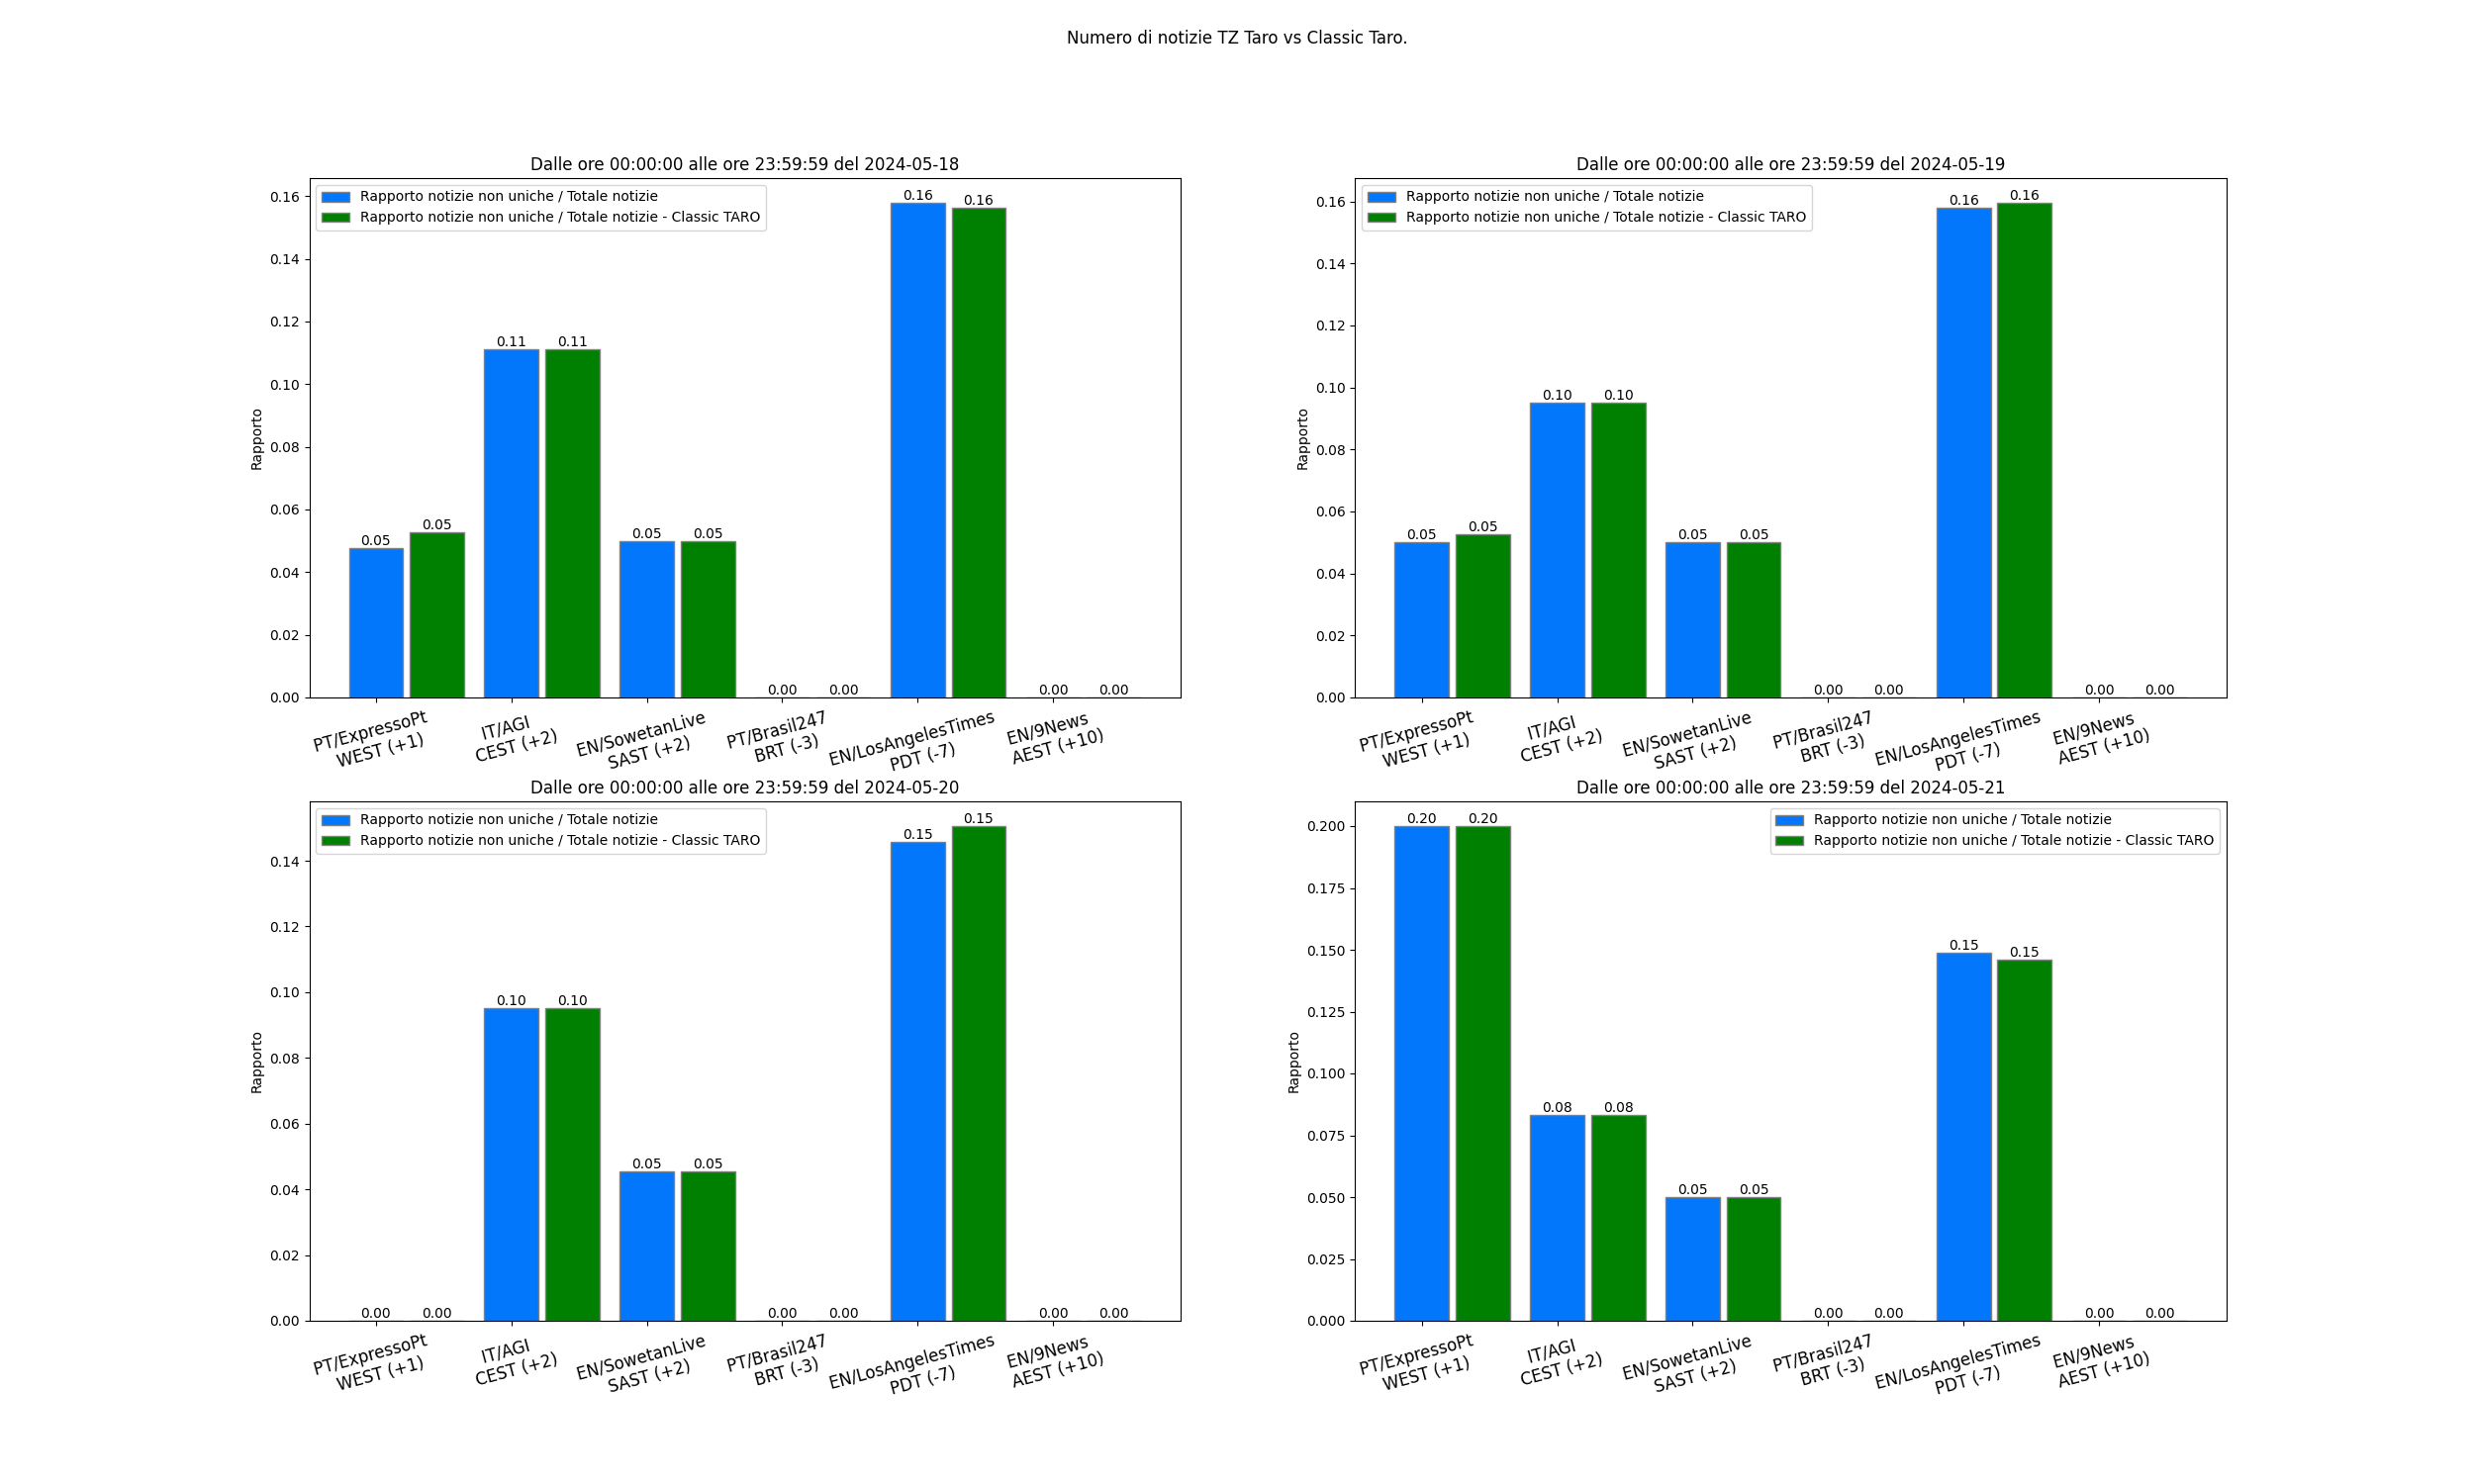 Numero di notizie TZ Taro vs Classic Taro.
Dalle ore 00:00:00 alle ore 23:59:59 del 2024-05-18
Rapporto notizie non uniche / Totale notizie
Rapporto notizie non uniche / Totale notizie - Classic TARO
Rapporto
0.16
0.14
0.12
0.10
0.08
0.06
0.04
0.02
0.00
0.05 0.05 0.11 0.11 0.05 0.05 0.00 0.00 0.16 0.16 0.00 0.00
PT/ExpressoPt
WEST (+1)
IT/AGI
CEST (+2)
EN/SowetanLive
SAST (+2)
PT/Brasil247
BRT (-3)
EN/LosAngelesTimes
PDT (-7)
EN/9News
AEST (+10)
Dalle ore 00:00:00 alle ore 23:59:59 del 2024-05-19
Rapporto notizie non uniche / Totale notizie
Rapporto notizie non uniche / Totale notizie - Classic TARO
Rapporto
0.16
0.14
0.12
0.10
0.08
0.06
0.04
0.02
0.00
0.05 0.05 0.10 0.10 0.05 0.05 0.00 0.00 0.16 0.16 0.00 0.00
PT/ExpressoPt
WEST (+1)
IT/AGI
CEST (+2)
EN/SowetanLive
SAST (+2)
PT/Brasil247
BRT (-3)
EN/LosAngelesTimes
PDT (-7)
EN/9News
AEST (+10)
Dalle ore 00:00:00 alle ore 23:59:59 del 2024-05-20
Rapporto notizie non uniche / Totale notizie
Rapporto notizie non uniche / Totale notizie - Classic TARO
Rapporto
0.14
0.12
0.10
0.08
0.06
0.04
0.02
0.00
0.00 0.00 0.10 0.10 0.05 0.05 0.00 0.00 0.15 0.15 0.00 0.00
PT/ExpressoPt
WEST (+1)
IT/AGI
CEST (+2)
EN/SowetanLive
SAST (+2)
PT/Brasil247
BRT (-3)
EN/LosAngelesTimes
PDT (-7)
EN/9News
AEST (+10)
Dalle ore 00:00:00 alle ore 23:59:59 del 2024-05-21
Rapporto notizie non uniche / Totale notizie
Rapporto notizie non uniche / Totale notizie - Classic TARO
Rapporto
0.200
0.175
0.150
0.125
0.100
0.075
0.050
0.025
0.000
0.20 0.20 0.08 0.08 0.05 0.05 0.00 0.00 0.15 0.15 0.00 0.00
PT/ExpressoPt
WEST (+1)
IT/AGI
CEST (+2)
EN/SowetanLive
SAST (+2)
PT/Brasil247
BRT (-3)
EN/LosAngelesTimes
PDT (-7)
EN/9News
AEST (+10)